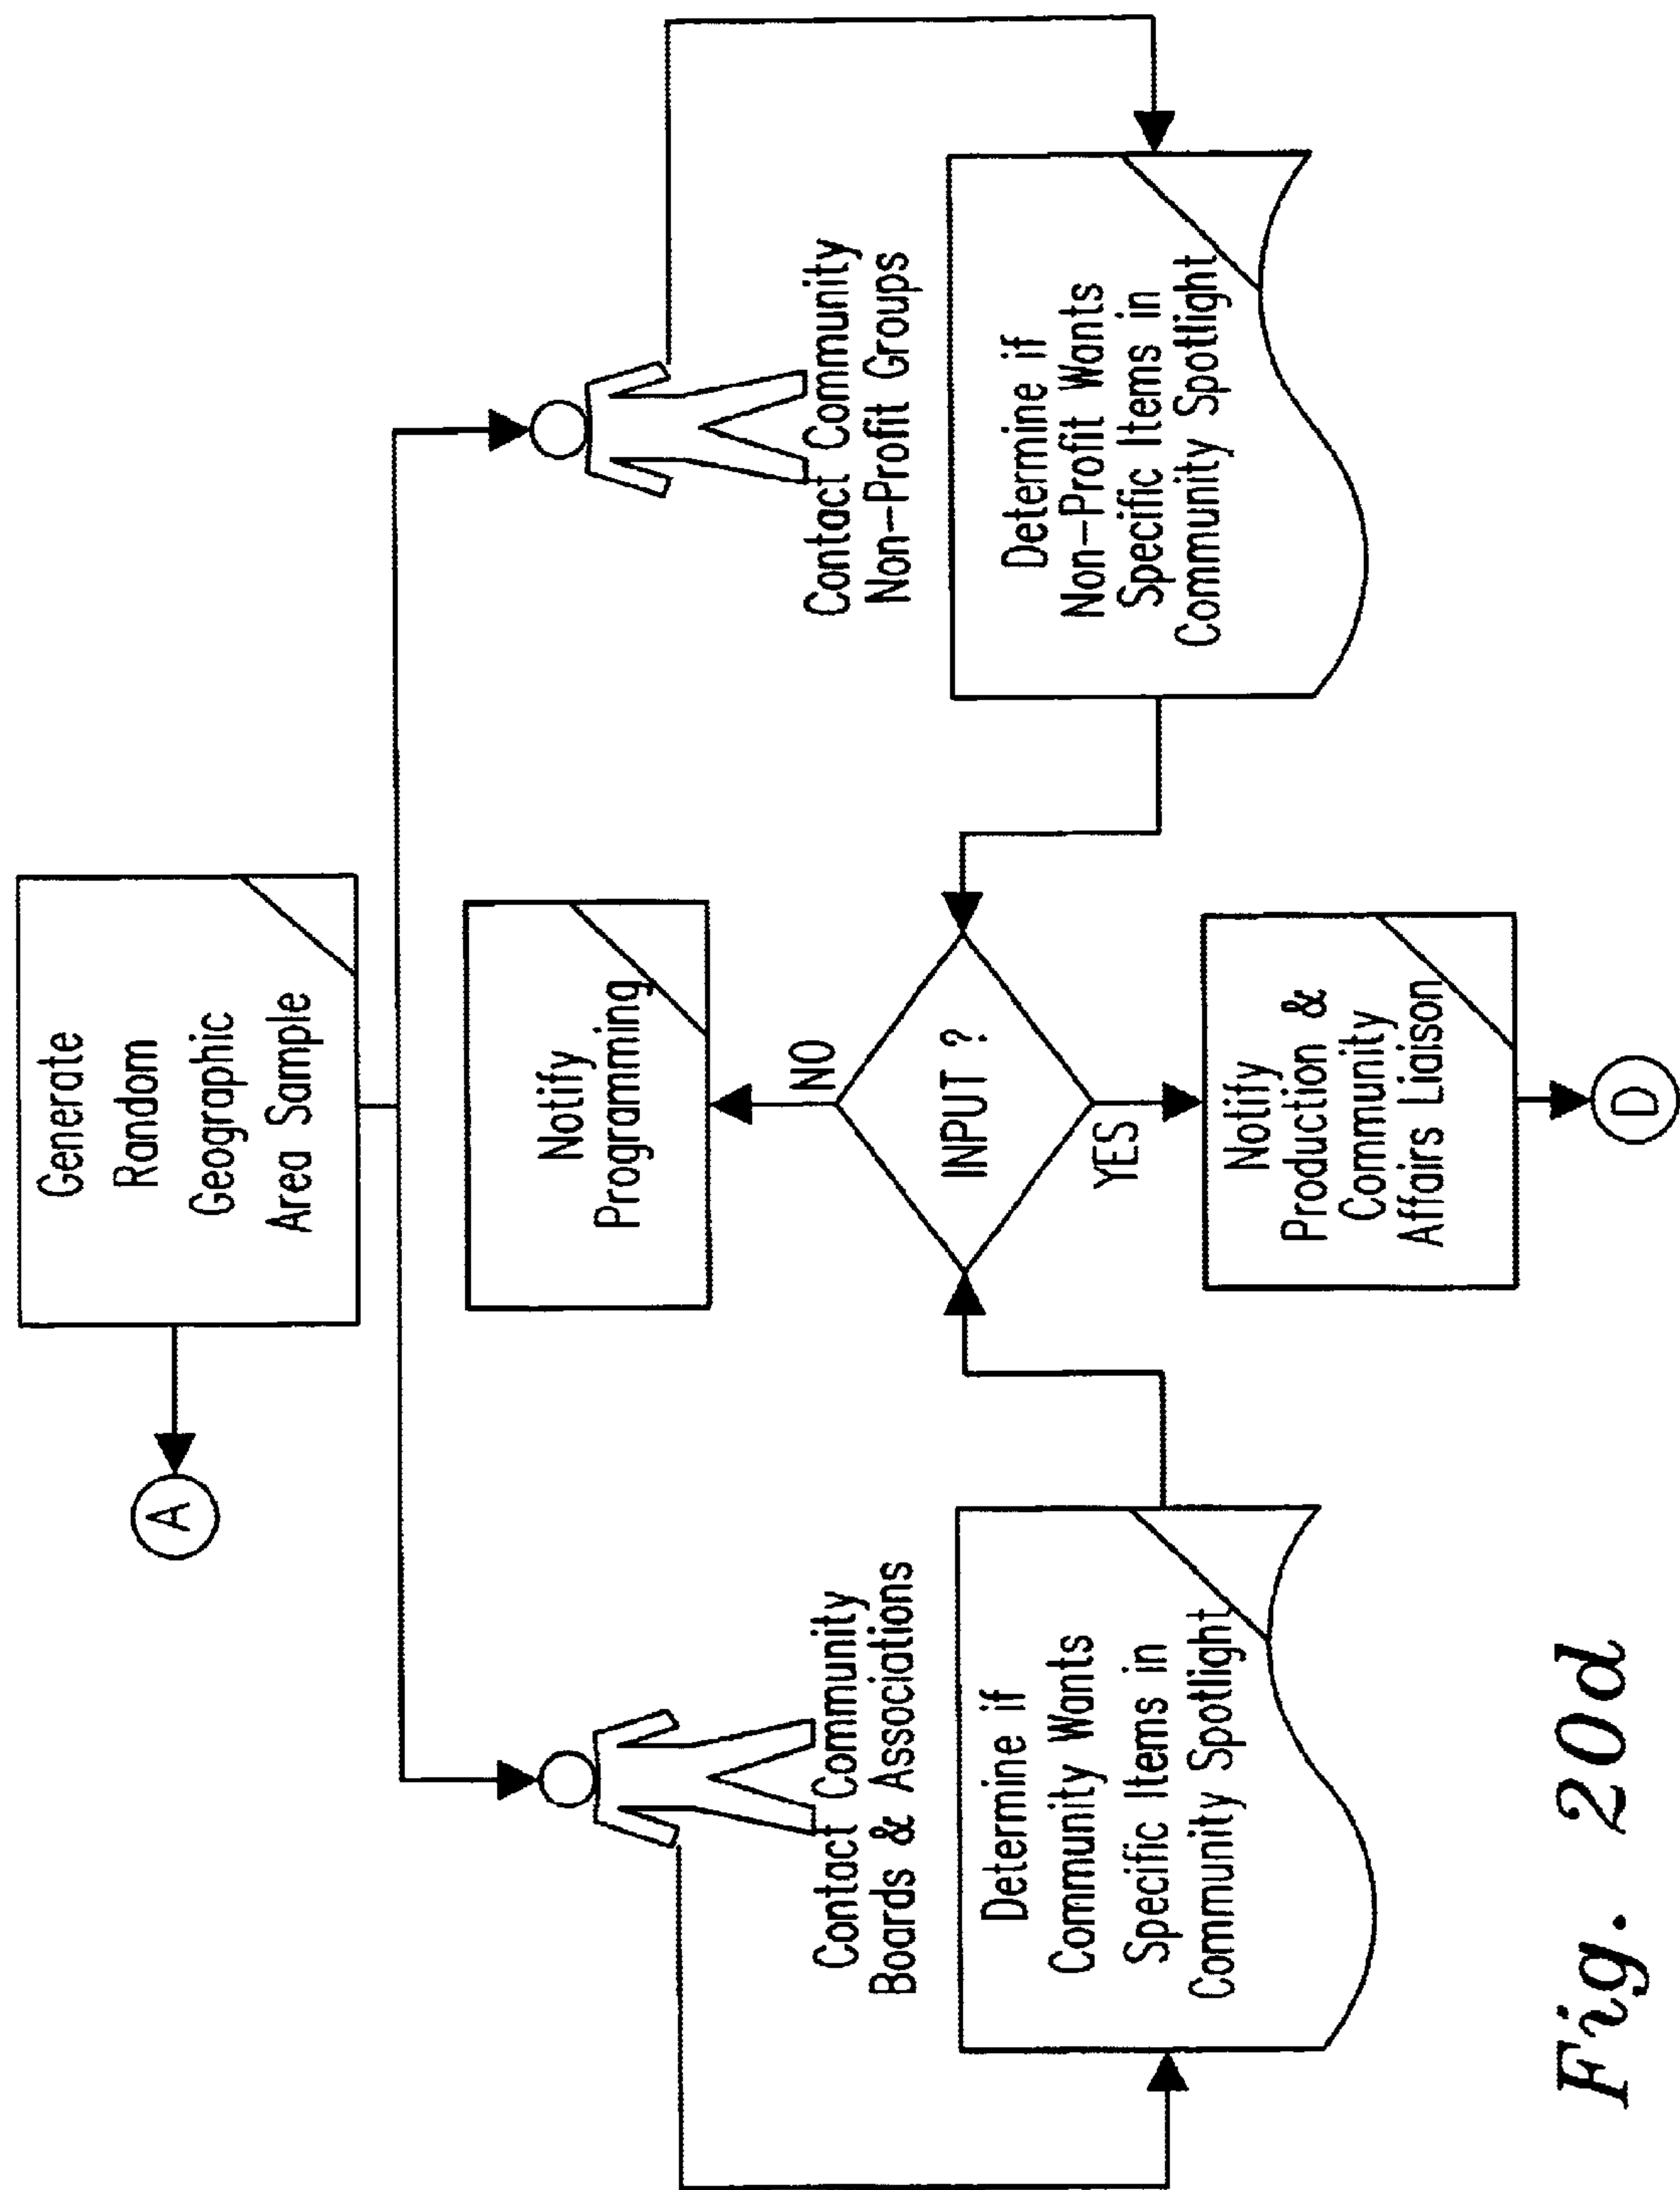 Generate
Random
Geographic
Area Sample
A
Contact Community
Boards & Associations
Contact Community
Non-Profit Groups
Notify
Programming
Determine if
Community Wants
Specific Items in
Community Spotlight
NO
INPUT ?
YES
Determine if
Non-Profit Wants
Specific Items in
Community Spotlight
Notify
Production &
Community
Affairs Liaison
D
Fig. 20d